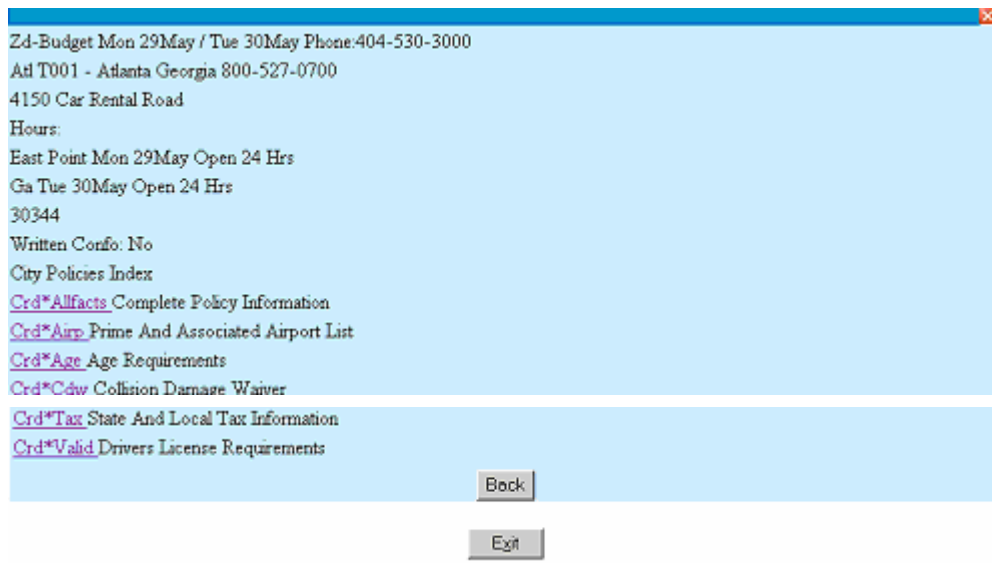 Zd-Budget Mon 29May / Tue 30May Phone:404-530-3000
Atl T001 - Atlanta Georgia 800-527-0700
4150 Car Rental Road
Hours:
East Point Mon 29May Open 24 Hrs
Ga Tue 30May Open 24 Hrs
30344
Written Confo: No
City Policies Index
Crd*Allfacts Complete Policy Information
Crd*Airp Prime And Associated Airport List
Crd*Age Age Requirements
Crd*Cdw Collision Damage Waiver
Crd*Tax State And Local Tax Information
Crd*Valid Drivers License Requirements
Back
Exit